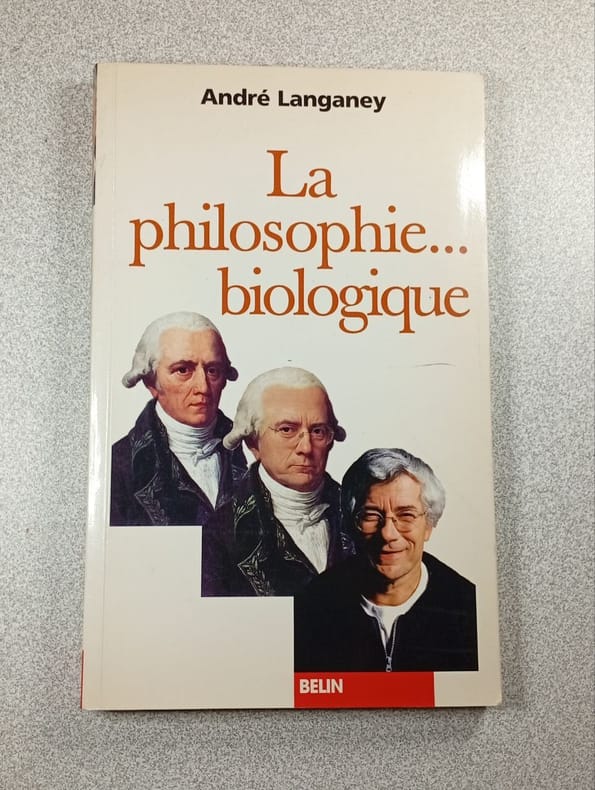 André Langaney
La
philosophie...
biologique
BELIN